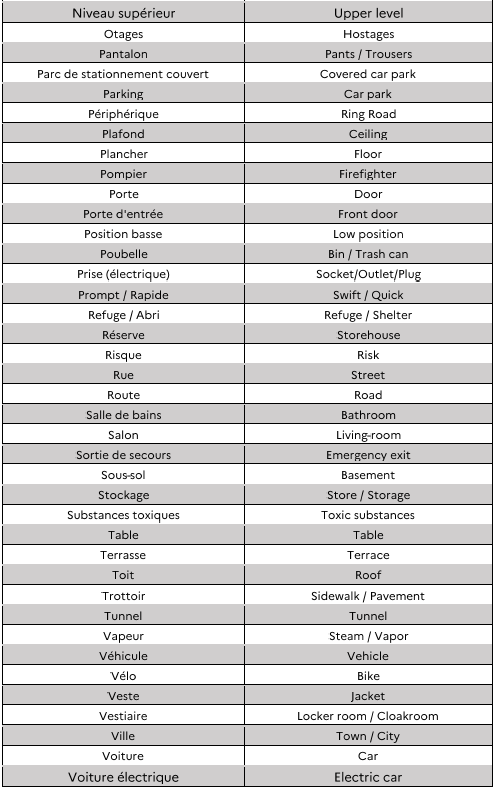 Niveau supérieur Upper level
Otages Hostages
Pantalon Pants / Trousers
Parc de stationnement couvert Covered car park
Parking Car park
Périphérique Ring Road
Plafond Ceiling
Plancher Floor
Pompier Firefighter
Porte Door
Porte d'entrée Front door
Position basse Low position
Poubelle Bin / Trash can
Prise (électrique) Socket/Outlet/Plug
Prompt / Rapide Swift / Quick
Refuge / Abri Refuge / Shelter
Réserve Storehouse
Risque Risk
Rue Street
Route Road
Salle de bains Bathroom
Salon Living-room
Sortie de secours Emergency exit
Sous-sol Basement
Stockage Store / Storage
Substances toxiques Toxic substances
Table Table
Terrasse Terrace
Toit Roof
Trottoir Sidewalk / Pavement
Tunnel Tunnel
Vapeur Steam / Vapor
Véhicule Vehicle
Vélo Bike
Veste Jacket
Vestiaire Locker room / Cloakroom
Ville Town / City
Voiture Car
Voiture électrique Electric car